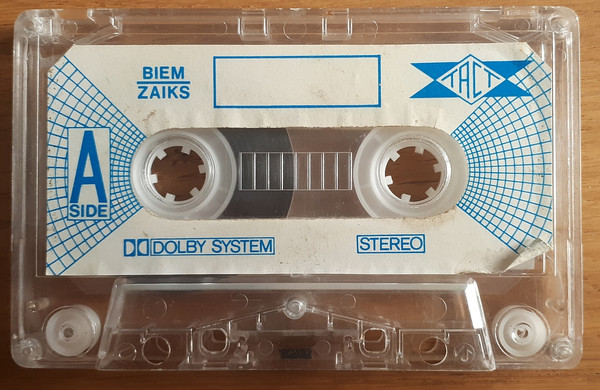 BIEM
ZAIKS
TACT
A
SIDE
DOLBY SYSTEM
STEREO